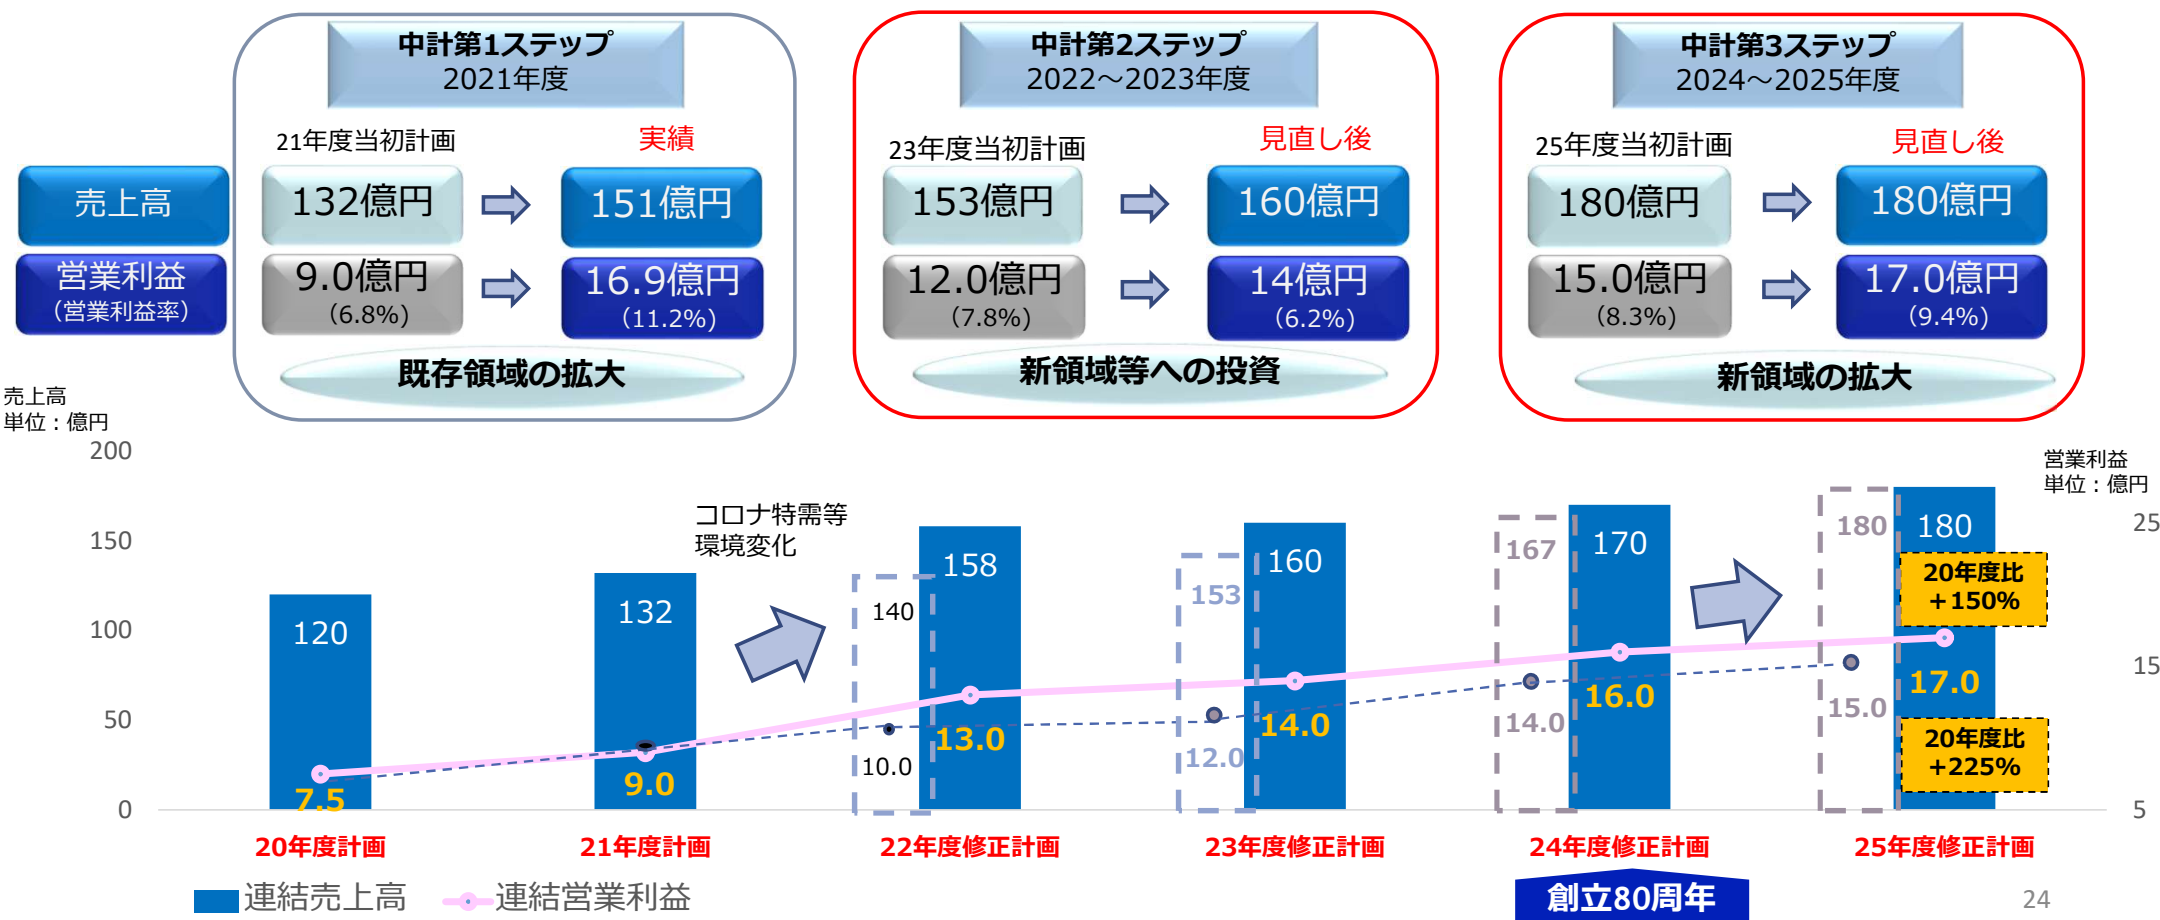 中計第1ステップ
2021年度
中計第2ステップ
2022～2023年度
中計第3ステップ
2024～2025年度
21年度当初計画
実績
23年度当初計画
見直し後
25年度当初計画
見直し後
売上高
132億円
151億円
153億円
160億円
180億円
180億円
営業利益
（営業利益率）
9.0億円
（6.8%）
16.9億円
（11.2%）
12.0億円
（7.8%）
14億円
（6.2%）
15.0億円
（8.3%）
17.0億円
（9.4%）
既存領域の拡大
新領域等への投資
新領域の拡大
売上高
単位：億円
営業利益
単位：億円
200
150
100
50
0
25
15
5
コロナ特需等
環境変化
120
132
140
158
153
160
167
170
180
180
20年度比
+150%
7.5
9.0
10.0
13.0
12.0
14.0
14.0
16.0
15.0
17.0
20年度比
+225%
20年度計画
21年度計画
22年度修正計画
23年度修正計画
24年度修正計画
25年度修正計画
連結売上高
連結営業利益
創立80周年
24